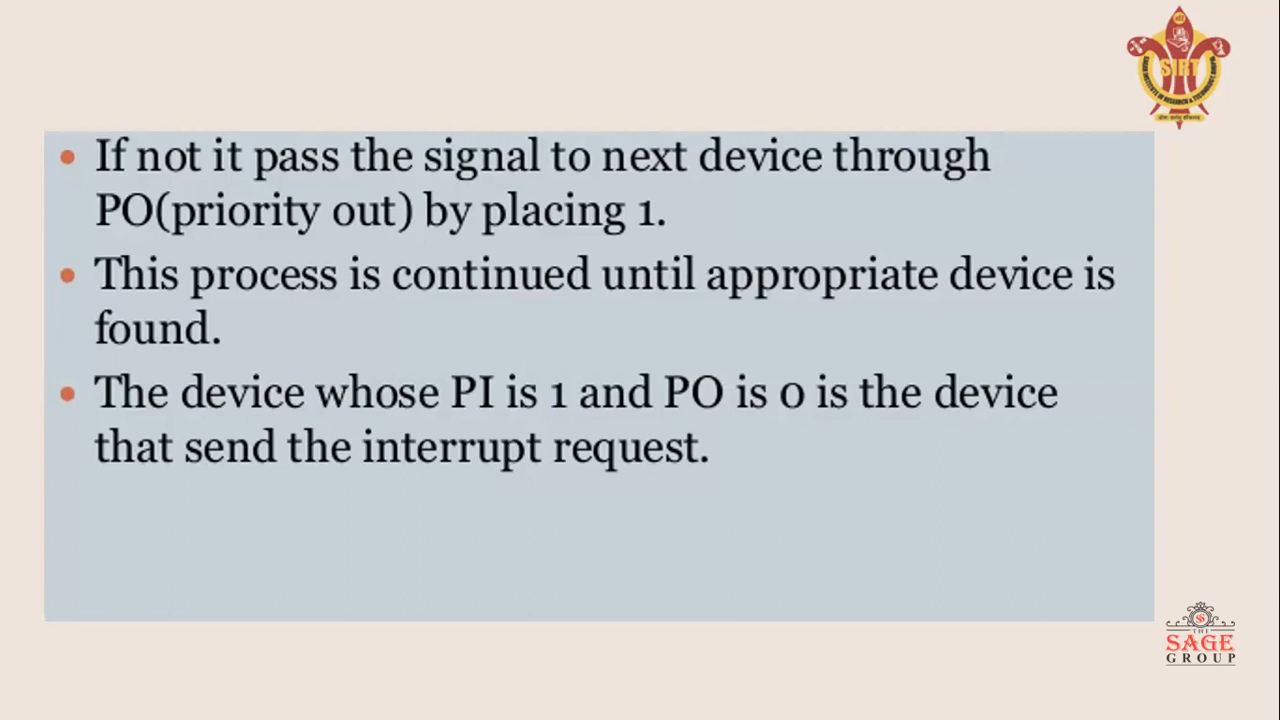 SIRT
• If not it pass the signal to next device through
PO(priority out) by placing 1.
• This process is continued until appropriate device is
found.
• The device whose PI is 1 and PO is 0 is the device
that send the interrupt request.
THE
SAGE
GROUP